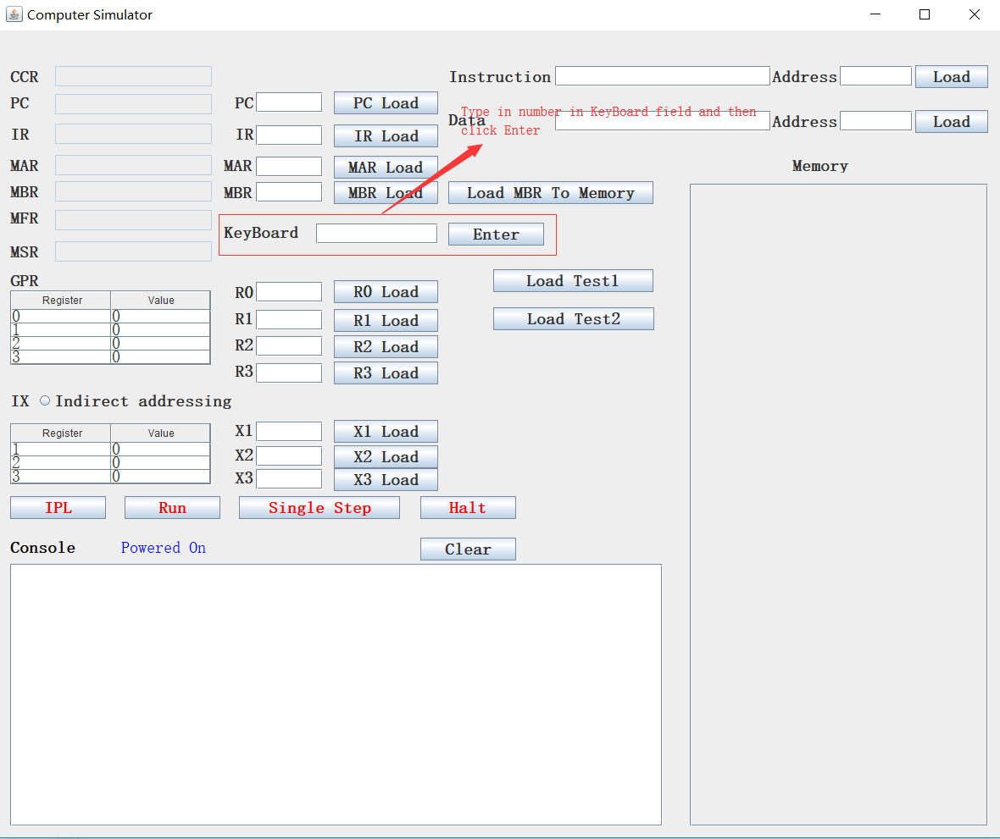 Computer Simulator
CCR Instruction Address Load
PC PC PC Load Type in number in KeyBoard field and then
Data Address Load
click Enter
IR IR IR Load
MAR MAR MAR Load Memory
MBR MBR MBR Load Load MBR To Memory
MFR
KeyBoard Enter
MSR
GPR Load Test1
Register Value R0 R0 Load
0 0
1 0 R1 R1 Load Load Test2
2 0 R2 R2 Load
3 0
R3 R3 Load
IX Indirect addressing
Register Value X1 X1 Load
1 0
2 0 X2 X2 Load
3 0 X3 X3 Load
IPL Run Single Step Halt
Console Powered On Clear